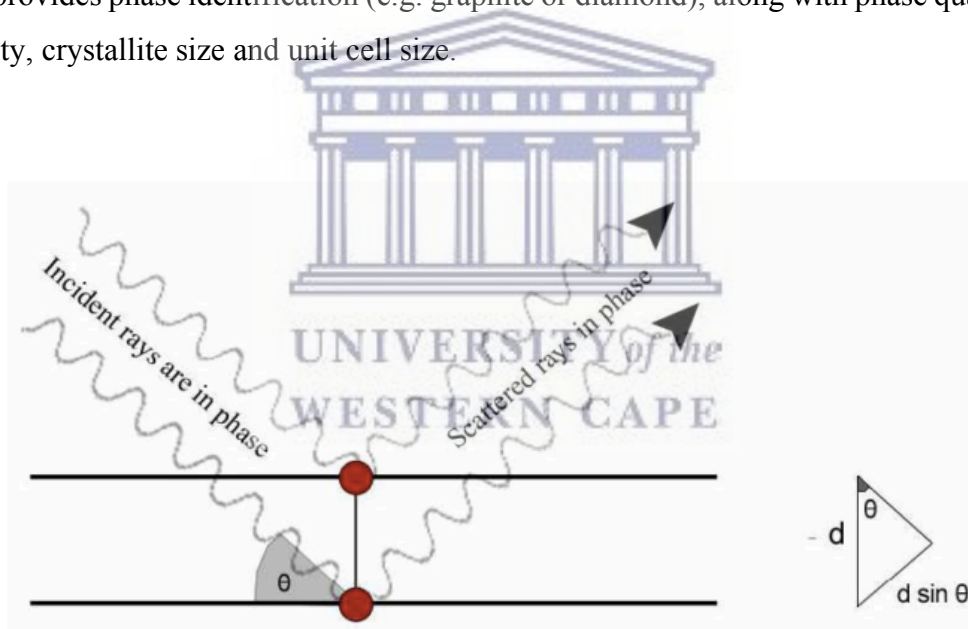 provides phase identification (e.g. graphite or diamond), along with phase
ty, crystallite size and unit cell size.
Incident rays are in phase
Scattered rays in phase
UNIVERSITY of the
WESTERN CAPE
θ
θ
d
d sin θ